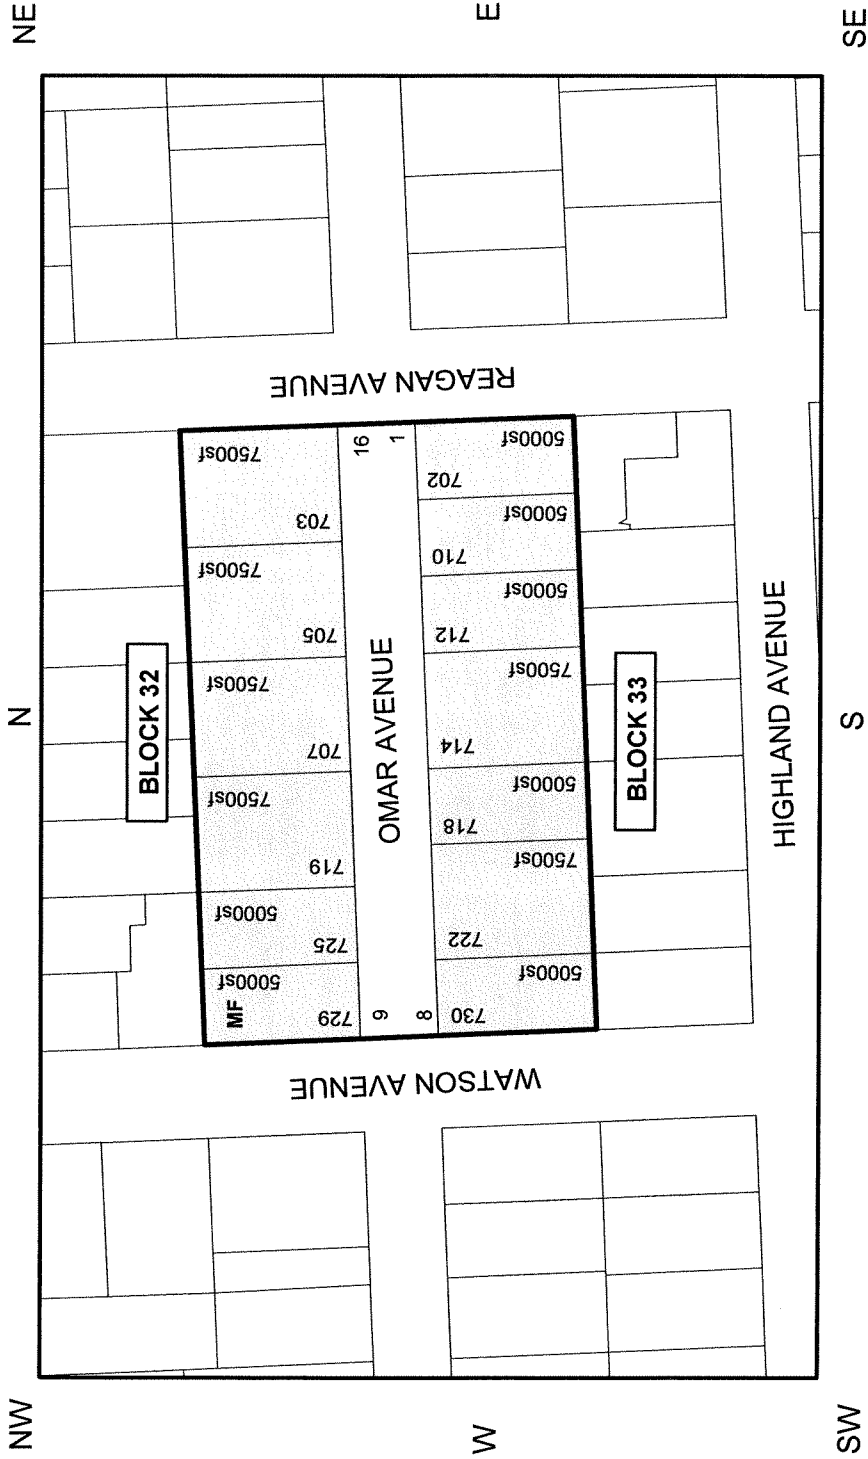 NW
N
NE
W
E
SW
S
SE
BLOCK 32
WATSON AVENUE
REAGAN AVENUE
MF
5000sf
5000sf
7500sf
7500sf
7500sf
7500sf
729
725
719
707
705
703
9
16
OMAR AVENUE
8
1
730
722
718
714
712
710
702
5000sf
7500sf
5000sf
7500sf
5000sf
5000sf
5000sf
BLOCK 33
HIGHLAND AVENUE